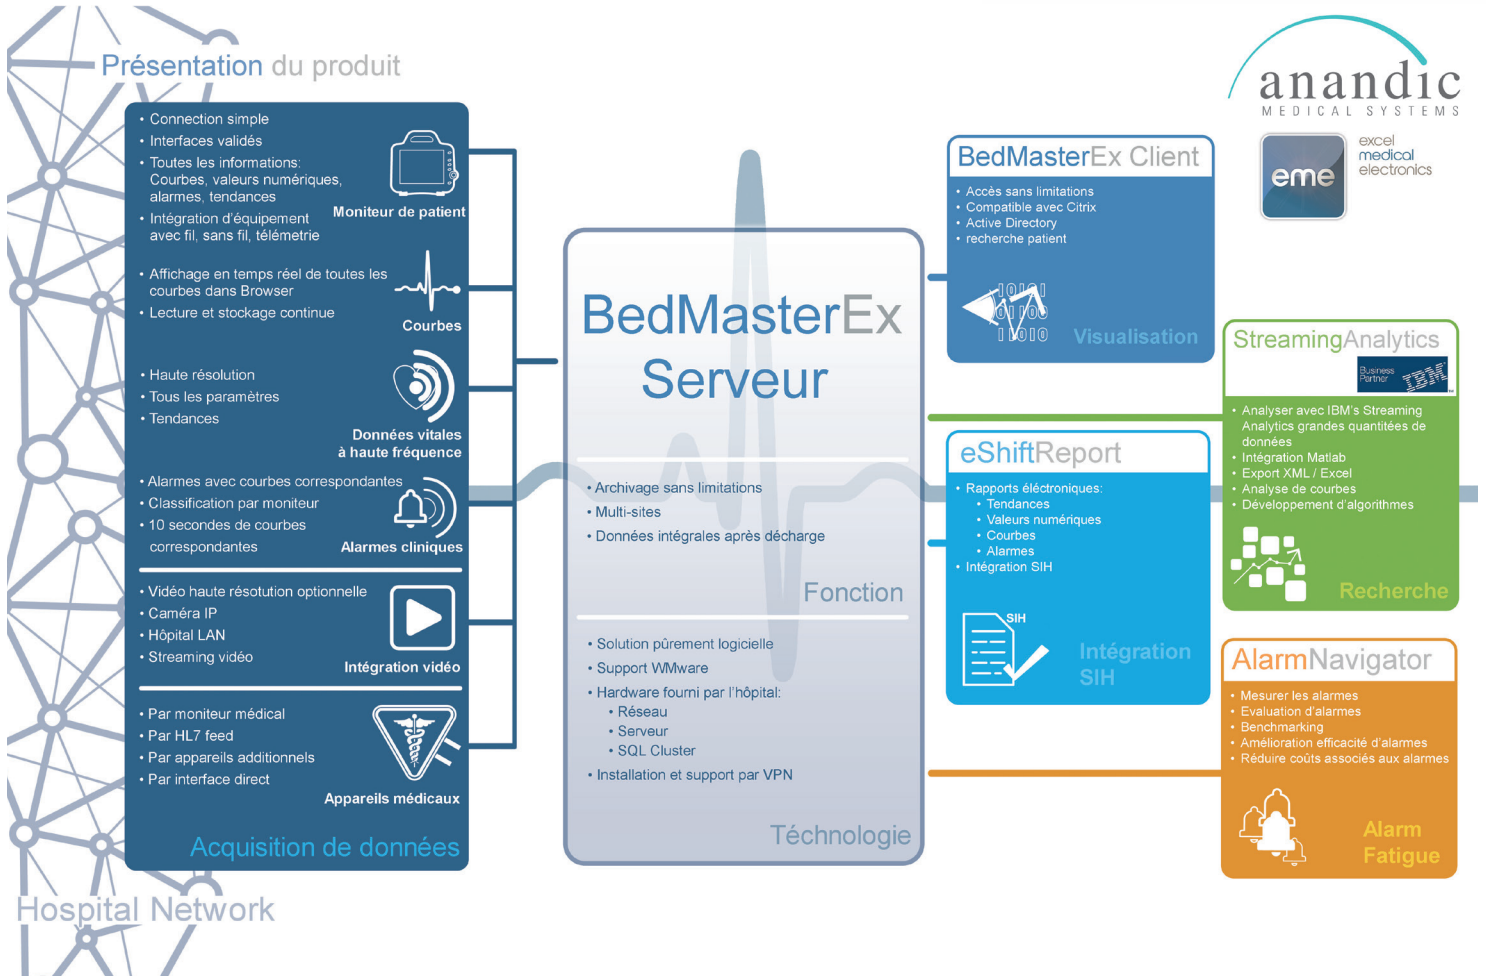 Présentation du produit
• Connection simple
• Interfaces validés
• Toutes les informations:
Courbes, valeurs numériques,
alarmes, tendances
• Intégration d'équipement
avec fil, sans fil, télémetrie
Moniteur de patient
• Affichage en temps réel de toutes les
courbes dans Browser
• Lecture et stockage continue
Courbes
• Haute résolution
• Tous les paramètres
• Tendances
Données vitales
à haute fréquence
• Alarmes avec courbes correspondantes
• Classification par moniteur
• 10 secondes de courbes
correspondantes
Alarmes cliniques
• Vidéo haute résotution optionnelle
• Caméra IP
• Hôpital LAN
• Streaming vidéo
Intégration vidéo
• Par moniteur médical
• Par HL7 feed
• Par appareils additionnels
• Par interface direct
Appareils médicaux
Acquisition de données
Hospital Network
BedMasterEx
Serveur
• Archivage sans limitations
• Multi-sites
• Données intégrales après décharge
Fonction
• Solution pûrement logicielle
• Support WMware
• Hardware fourni par l'hôpital:
• Réseau
• Serveur
• SQL Cluster
• Installation et support par VPN
Téchnologie
BedMasterEx Client
• Accès sans limitations
• Compatible avec Citrix
• Active Directory
• recherche patient
10101
01100
11010
Visualisation
eShiftReport
• Rapports éléctroniques:
• Tendances
• Valeurs numériques
• Courbes
• Alarmes
• Intégration SIH
SIH
Intégration
SIH
anandic
MEDICAL SYSTEMS
eme
excel
medical
electronics
StreamingAnalytics
Business
Partner
IBM
• Analyser avec IBM's Streaming
Analytics grandes quantitées de
données
• Intégration Matlab
• Export XML / Excel
• Analyse de courbes
• Développement d'algorithmes
Recherche
AlarmNavigator
• Mesurer les alarmes
• Evaluation d'alarmes
• Benchmarking
• Amélioration efficacité d'alarmes
• Réduire coûts associés aux alarmes
Alarm
Fatigue